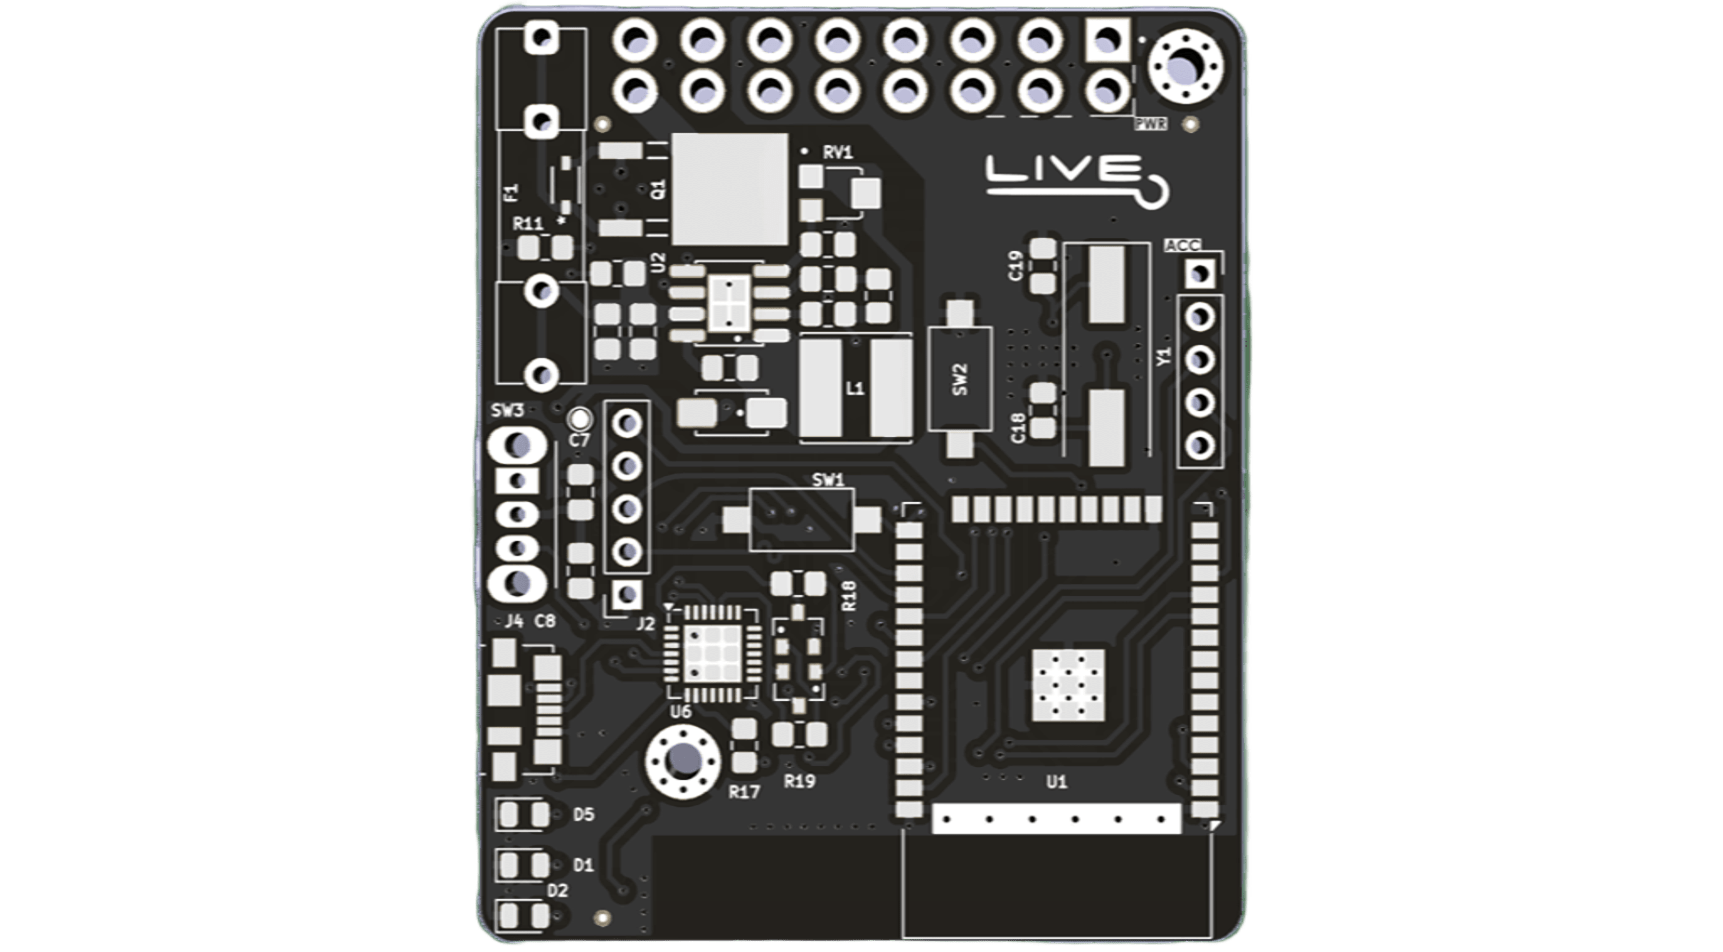 PWR
LIVE
RV1
Q1
F1
R11
U2
ACC
C19
Y1
L1
SW2
C18
SW3
C7
SW1
R18
J4 C8
J2
U6
R17
R19
U1
D5
D1
D2